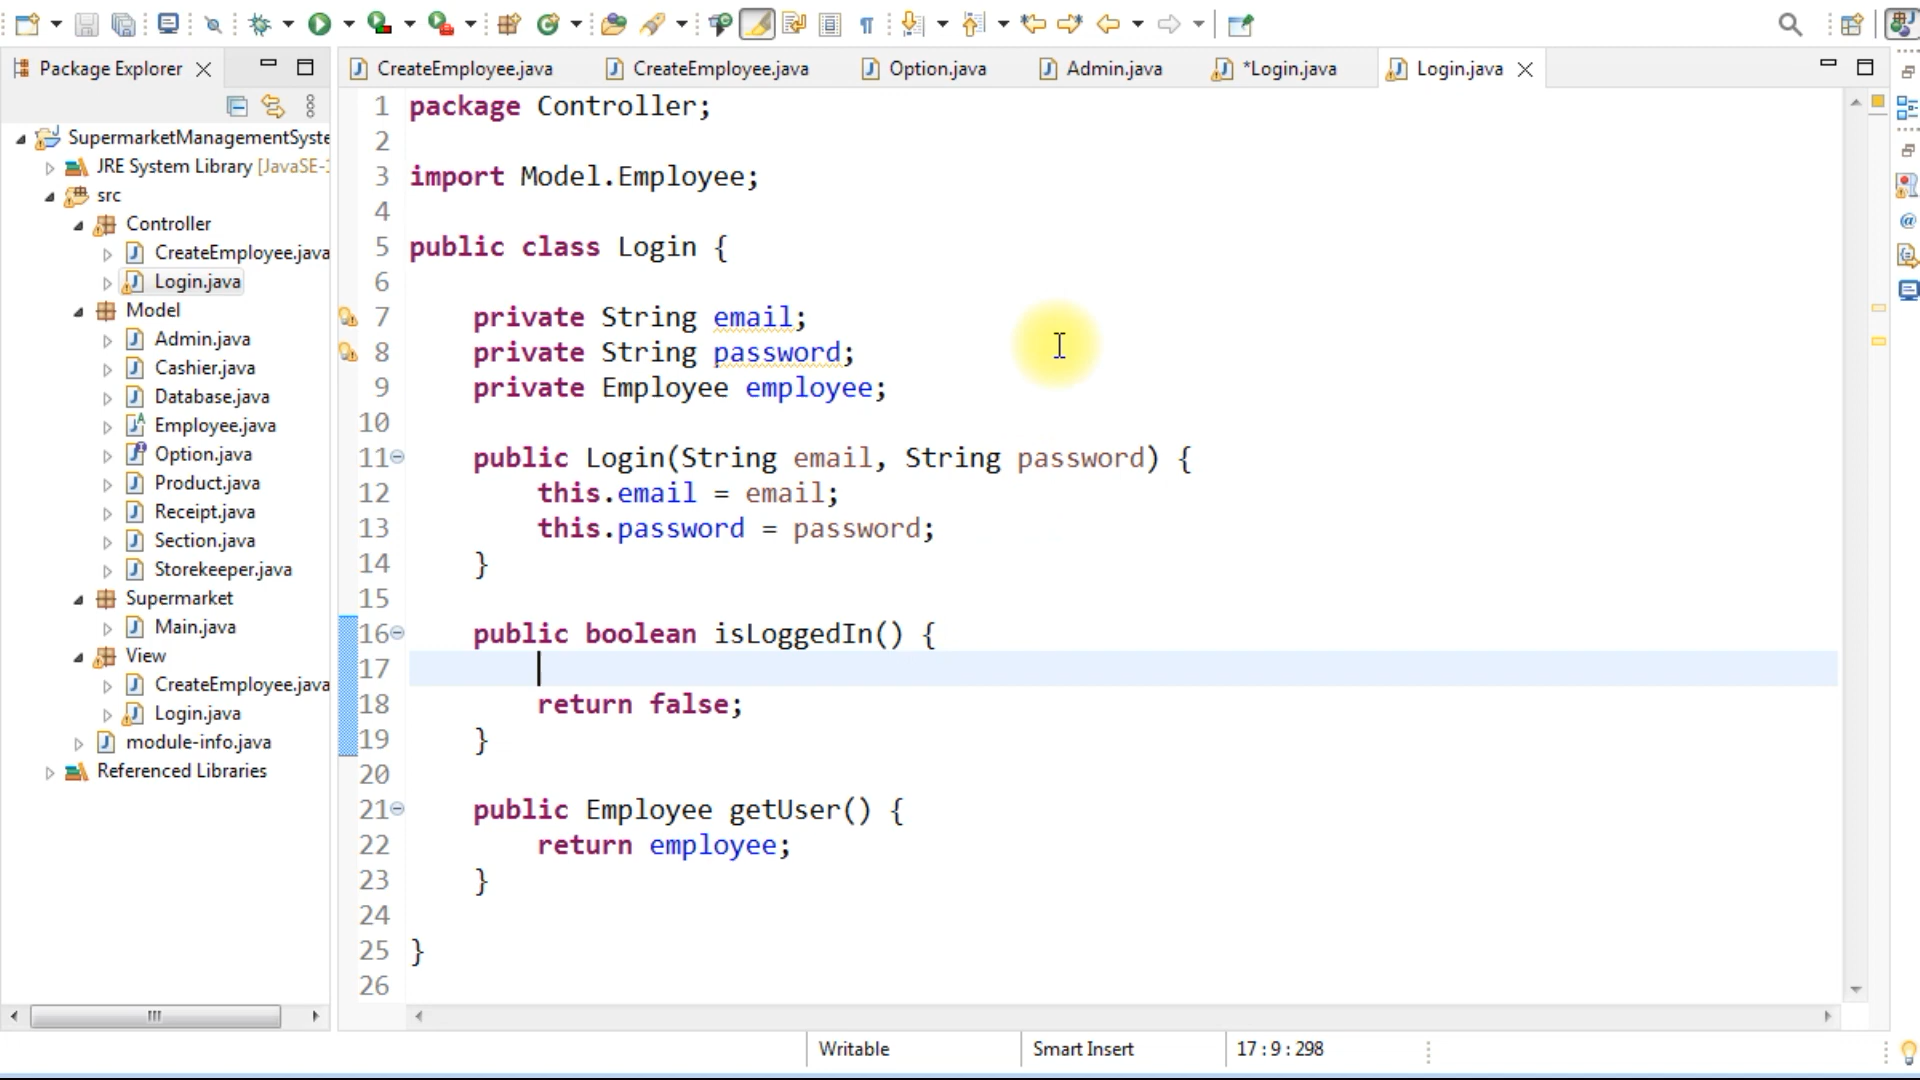 Package Explorer
CreateEmployee.java
CreateEmployee.java
Option.java
Admin.java
*Login.java
Login.java
SupermarketManagementSyste
JRE System Library [JavaSE-1
src
Controller
CreateEmployee.java
Login.java
Model
Admin.java
Cashier.java
Database.java
Employee.java
Option.java
Product.java
Receipt.java
Section.java
Storekeeper.java
Supermarket
Main.java
View
CreateEmployee.java
Login.java
module-info.java
Referenced Libraries
1 package Controller;
2
3 import Model.Employee;
4
5 public class Login {
6
7 private String email;
8 private String password;
9 private Employee employee;
10
11 public Login(String email, String password) {
12 this.email = email;
13 this.password = password;
14 }
15
16 public boolean isLoggedIn() {
17
18 return false;
19 }
20
21 public Employee getUser() {
22 return employee;
23 }
24
25 }
26
Writable
Smart Insert
17 : 9 : 298